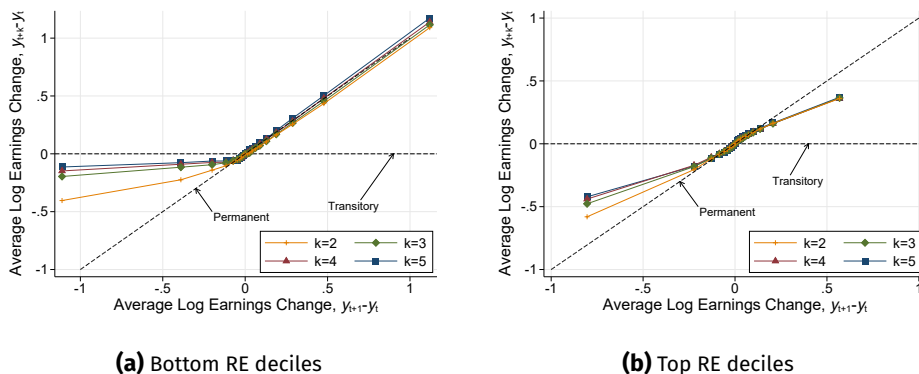 Average Log Earnings Change, yt+k-yt
1
.5
0
-.5
-1
Permanent
Transitory
k=2 k=3
k=4 k=5
-1 -.5 0 .5 1
Average Log Earnings Change, yt+1-yt
(a) Bottom RE deciles
Average Log Earnings Change, yt+k-yt
1
.5
0
-.5
-1
Permanent
Transitory
k=2 k=3
k=4 k=5
-1 -.5 0 .5 1
Average Log Earnings Change, yt+1-yt
(b) Top RE deciles